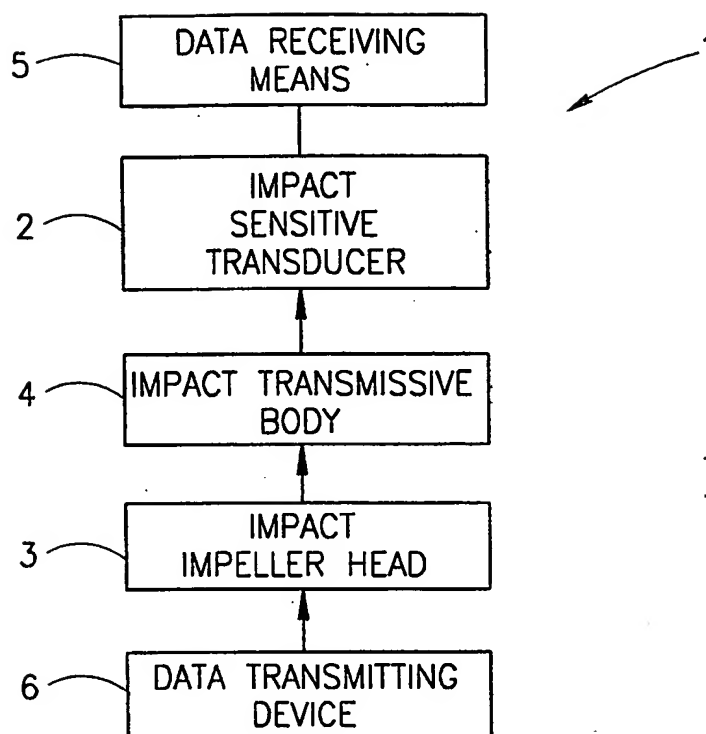 5
DATA RECEIVING
MEANS
2
IMPACT
SENSITIVE
TRANSDUCER
4
IMPACT TRANSMISSIVE
BODY
3
IMPACT
IMPELLER HEAD
6
DATA TRANSMITTING
DEVICE